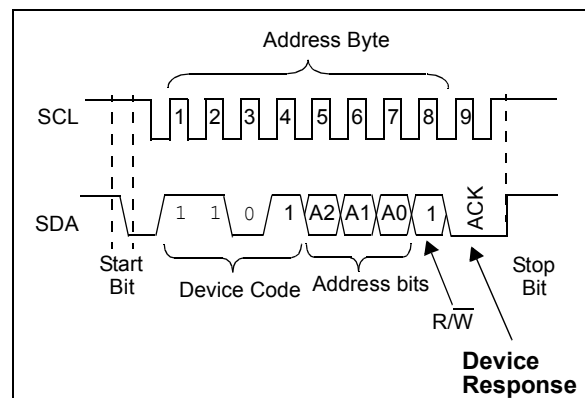 Address Byte
SCL 1 2 3 4 5 6 7 8 9
SDA 1 1 0 1 A2 A1 A0 1 ACK
Start
Bit
Device Code
Address bits
Stop
Bit
R/W̅
Device
Response